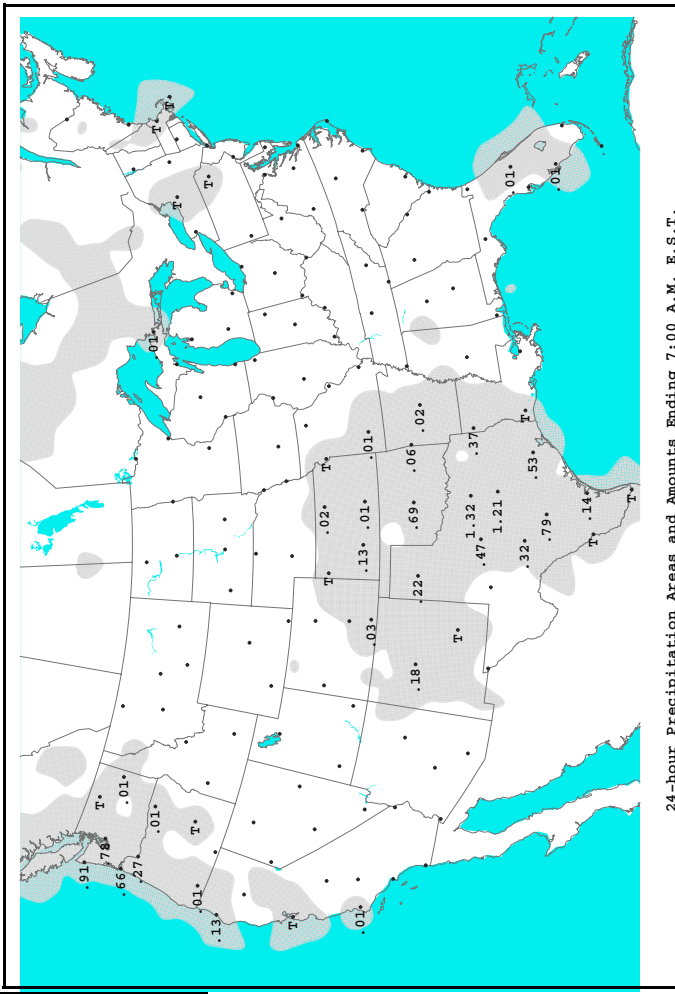 .91
T
.78
.66
.01
.27
.01
.01
T
T
T
.01
T
T
.13
T
T
.02
T
.01
.13
.01
.01
.03
.06
.69
.18
.22
.02
T
1.32
.37
.47
1.21
.01
.32
T
.53
.79
.01
.14
T
T
24-hour Precipitation Areas and Amounts Ending 7:00 A.M. E.S.T.